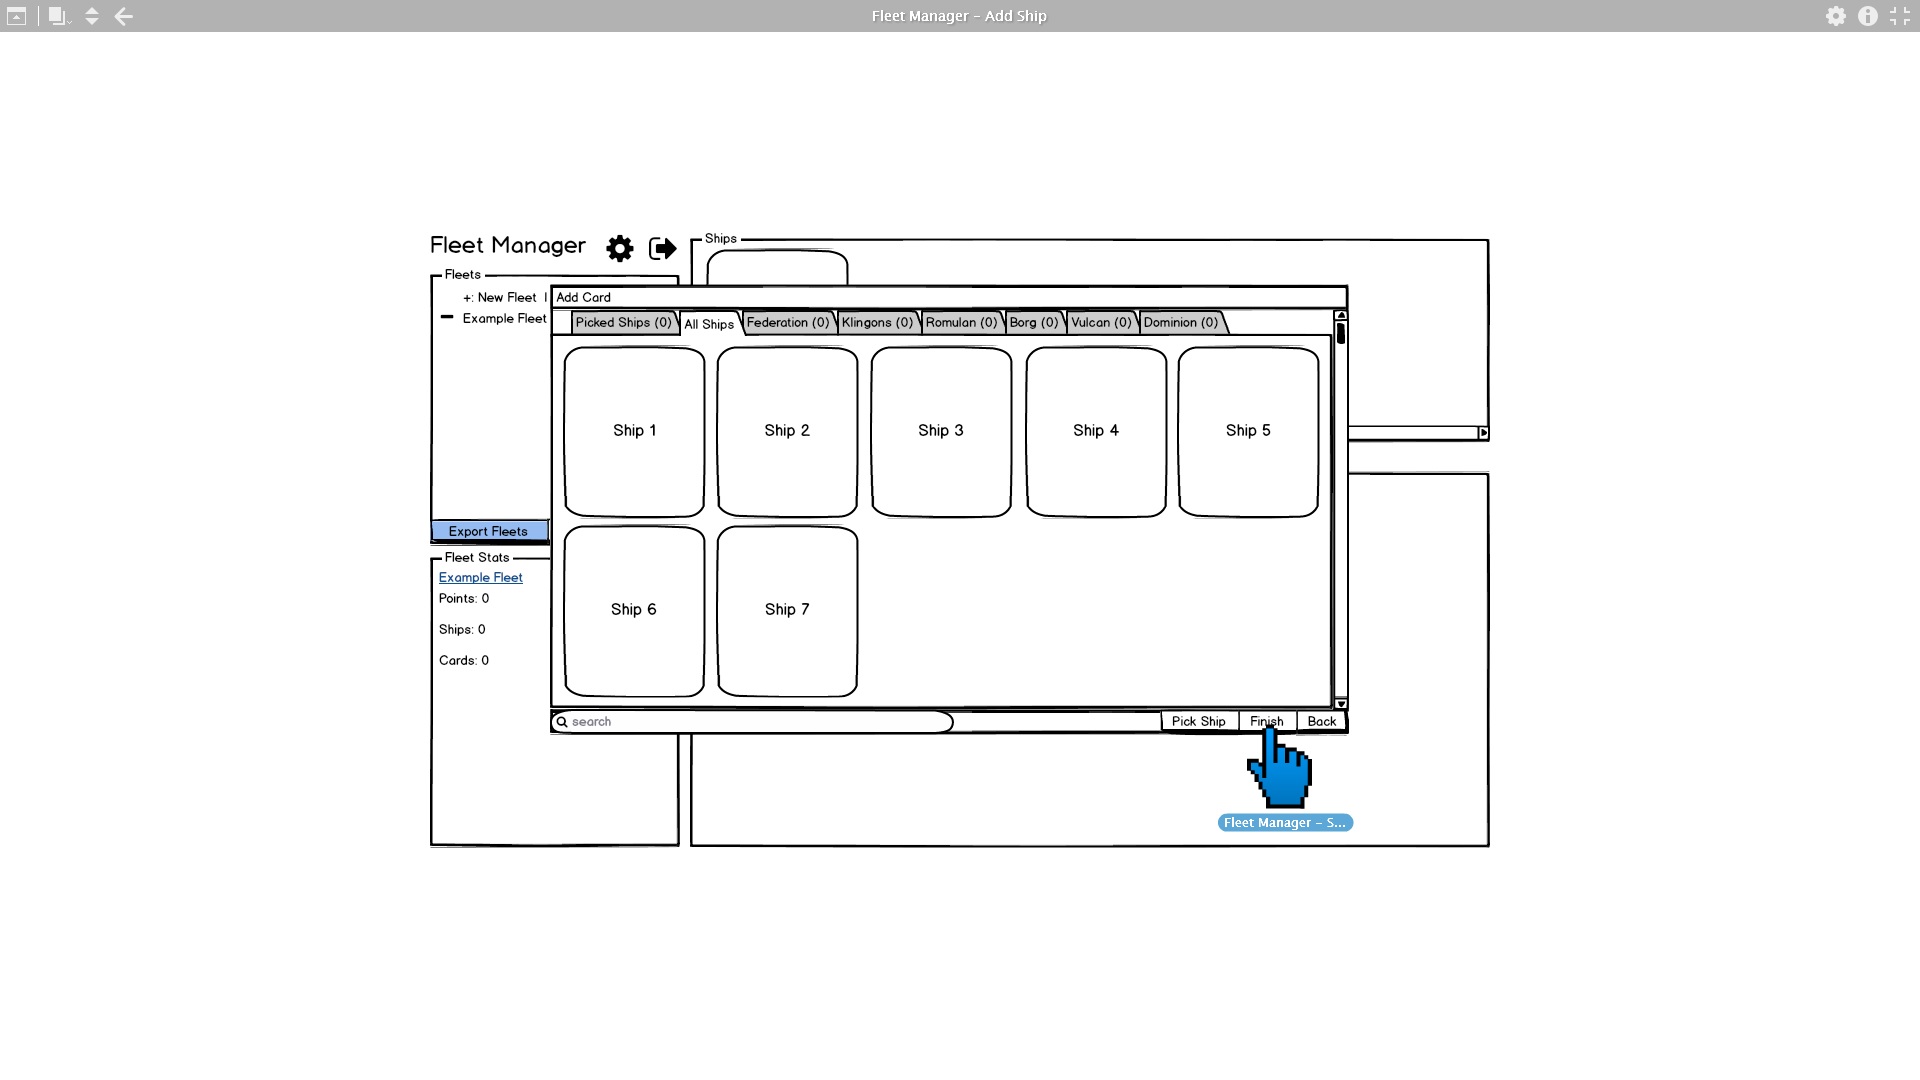 Fleet Manager - Add Ship
Fleet Manager
Ships
Fleets
+: New Fleet
Example Fleet
Export Fleets
Fleet Stats
Example Fleet
Points: 0
Ships: 0
Cards: 0
Add Card
Picked Ships (0) All Ships Federation (0) Klingons (0) Romulan (0) Borg (0) Vulcan (0) Dominion (0)
Ship 1 Ship 2 Ship 3 Ship 4 Ship 5
Ship 6 Ship 7
search
Pick Ship Finish Back
Fleet Manager - S...